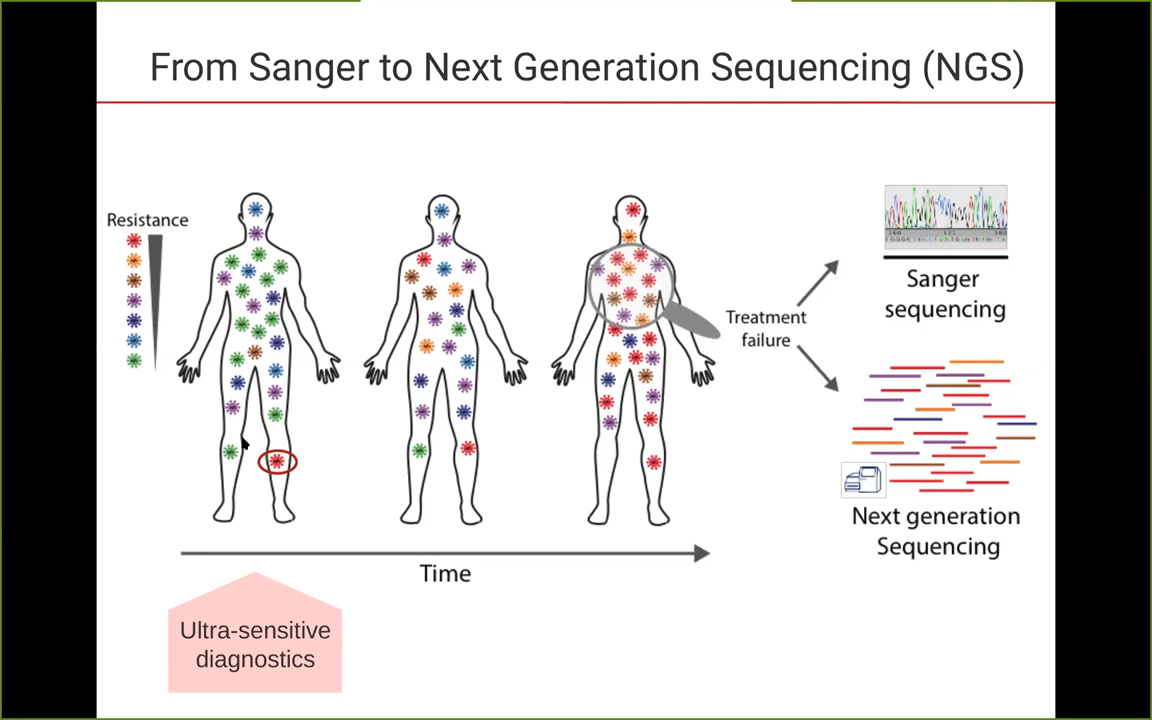 From Sanger to Next Generation Sequencing (NGS)
Resistance
Treatment
failure
Sanger
sequencing
Next generation
Sequencing
Time
Ultra-sensitive
diagnostics